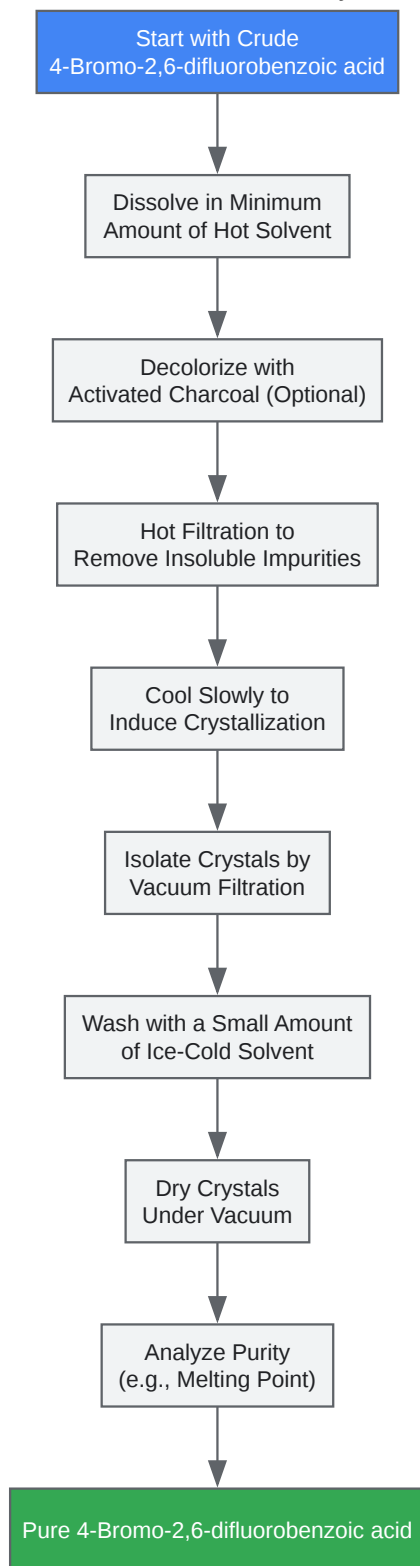 Start with Crude
4-Bromo-2,6-difluorobenzoic acid
Dissolve in Minimum
Amount of Hot Solvent
Decolorize with
Activated Charcoal (Optional)
Hot Filtration to
Remove Insoluble Impurities
Cool Slowly to
Induce Crystallization
Isolate Crystals by
Vacuum Filtration
Wash with a Small Amount
of Ice-Cold Solvent
Dry Crystals
Under Vacuum
Analyze Purity
(e.g., Melting Point)
Pure 4-Bromo-2,6-difluorobenzoic acid